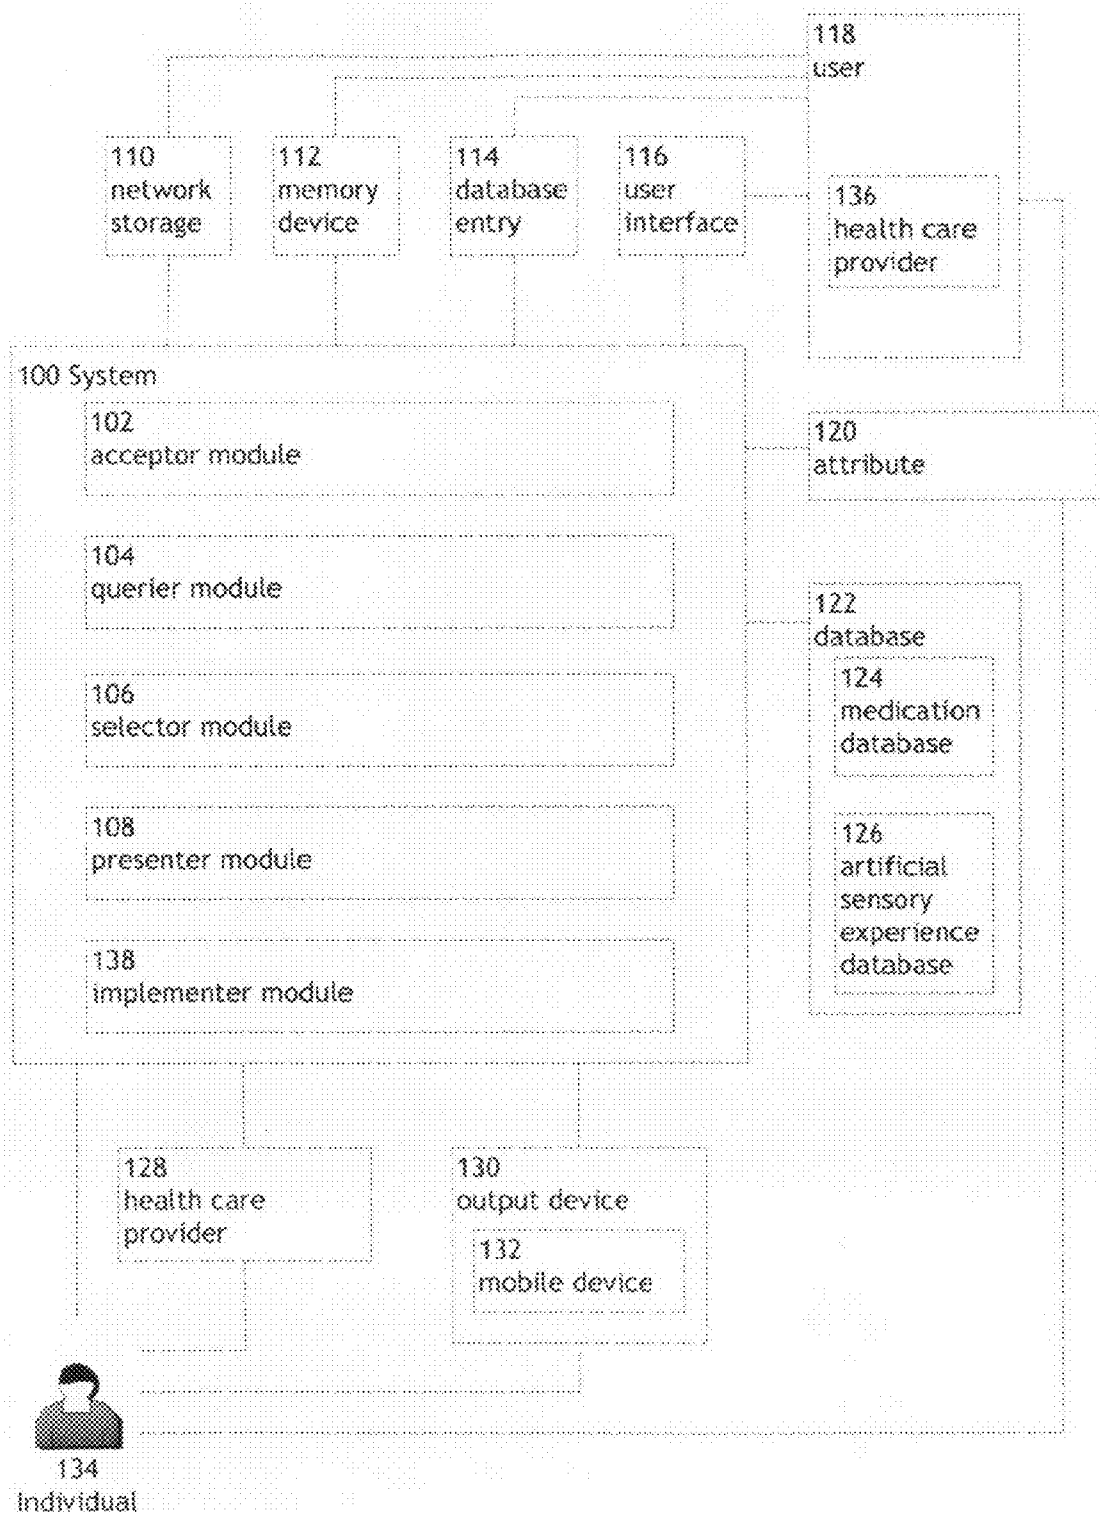 118
user
110
network
storage
112
memory
device
114
database
entry
116
user
interface
136
health care
provider
100 System
102
acceptor module
104
querier module
106
selector module
108
presenter module
138
implementer module
120
attribute
122
database
124
medication
database
126
artificial
sensory
experience
database
128
health care
provider
130
output device
132
mobile device
134
individual